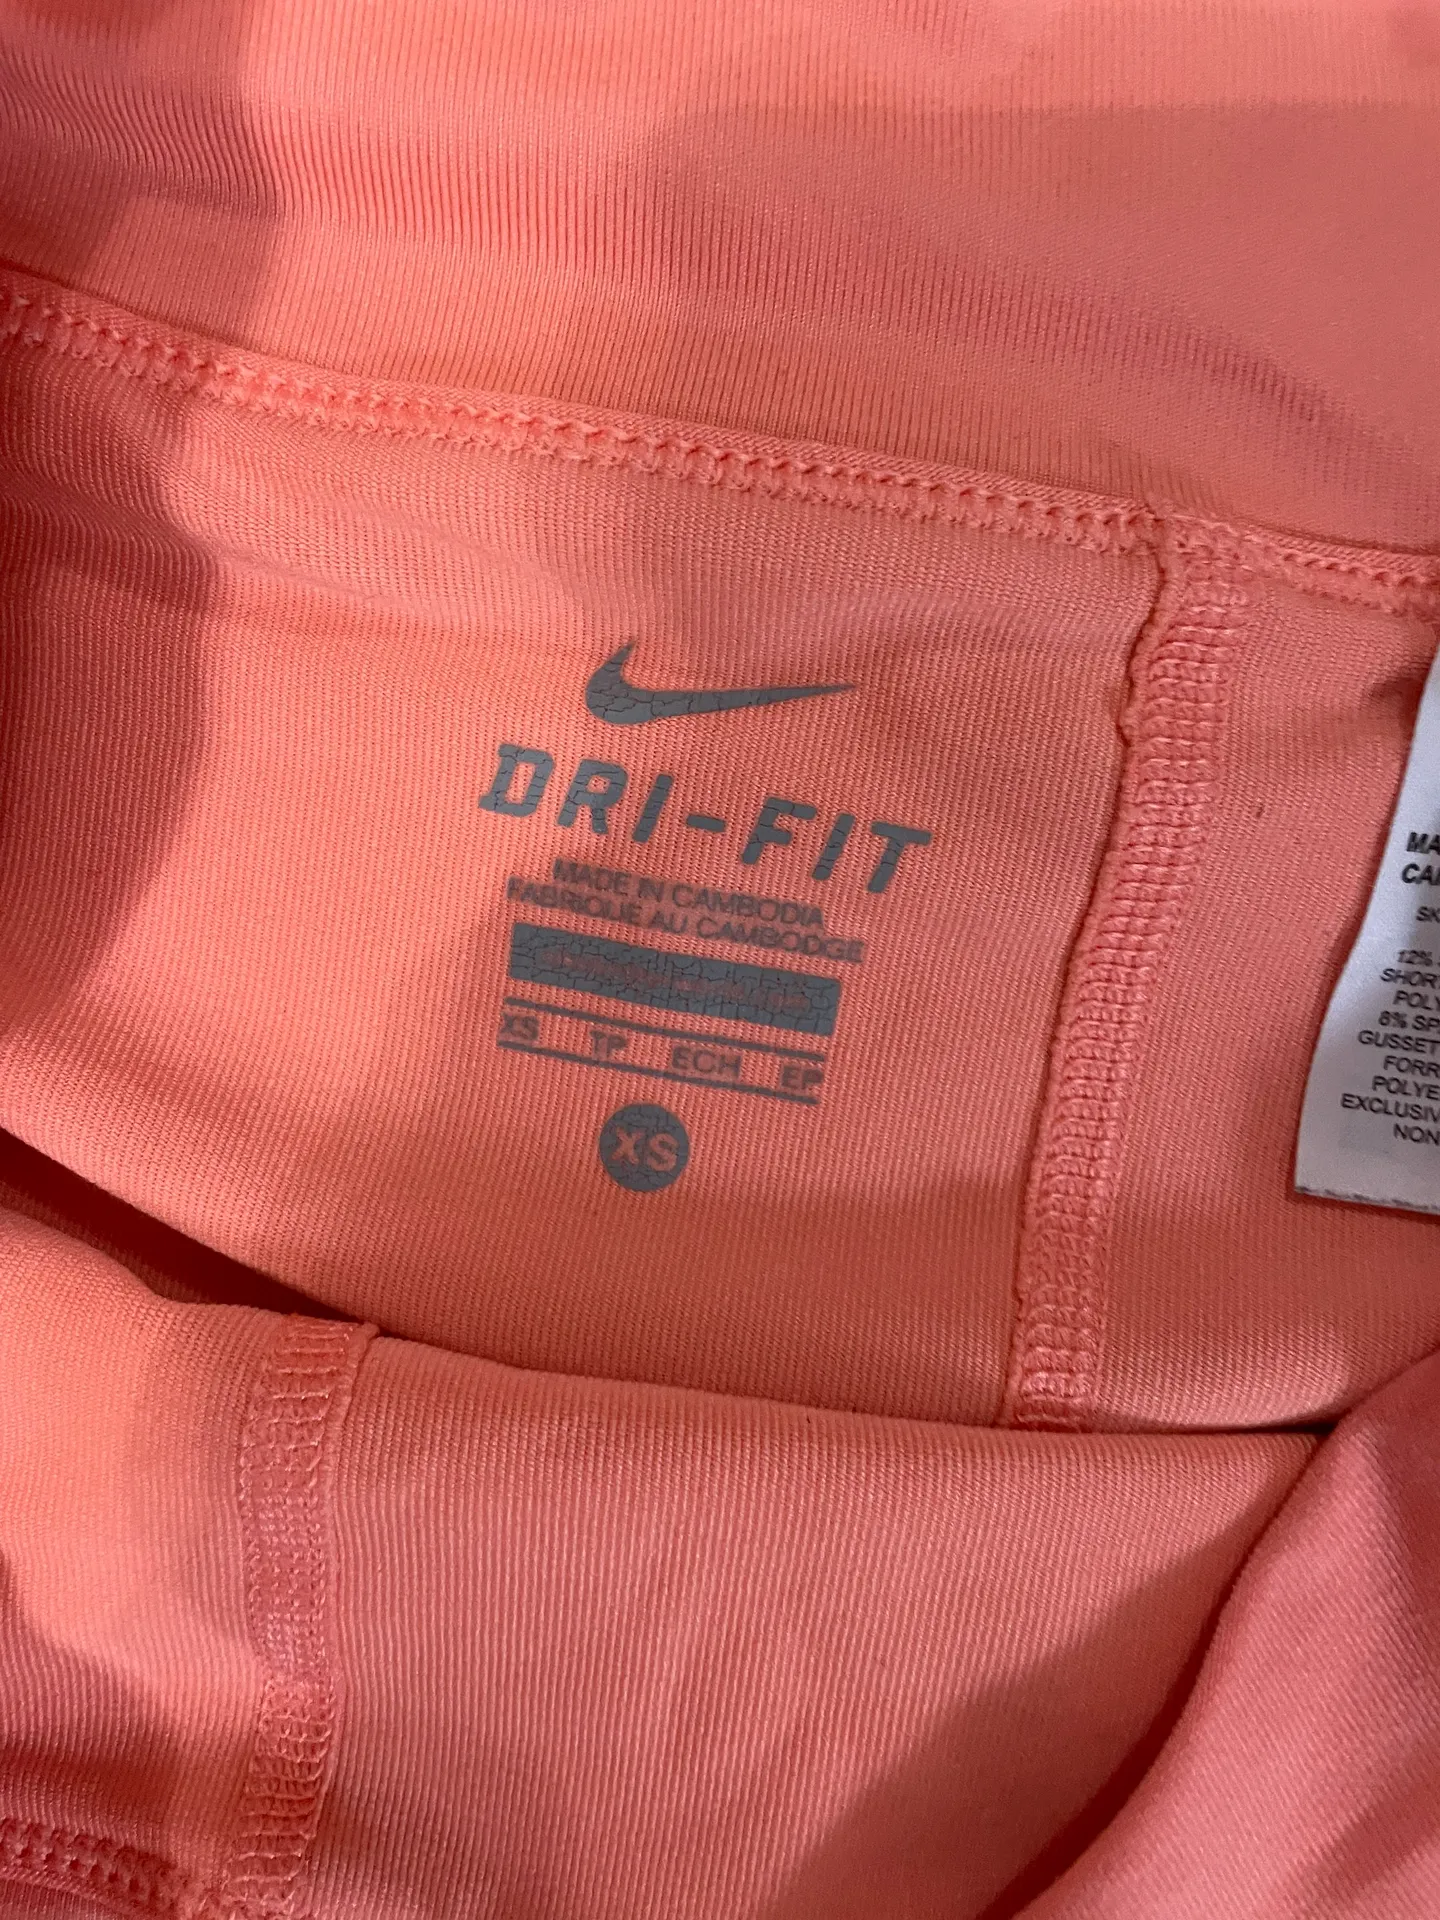 DRI-FIT
MADE IN CAMBODIA
FABRIQUE AU CAMBODGE
XS TP ECH EP
XS
MA
CA
SK
12%
SHOR
POLY
8% SP
GUSSET
FORR
POLYE
EXCLUSIV
NON